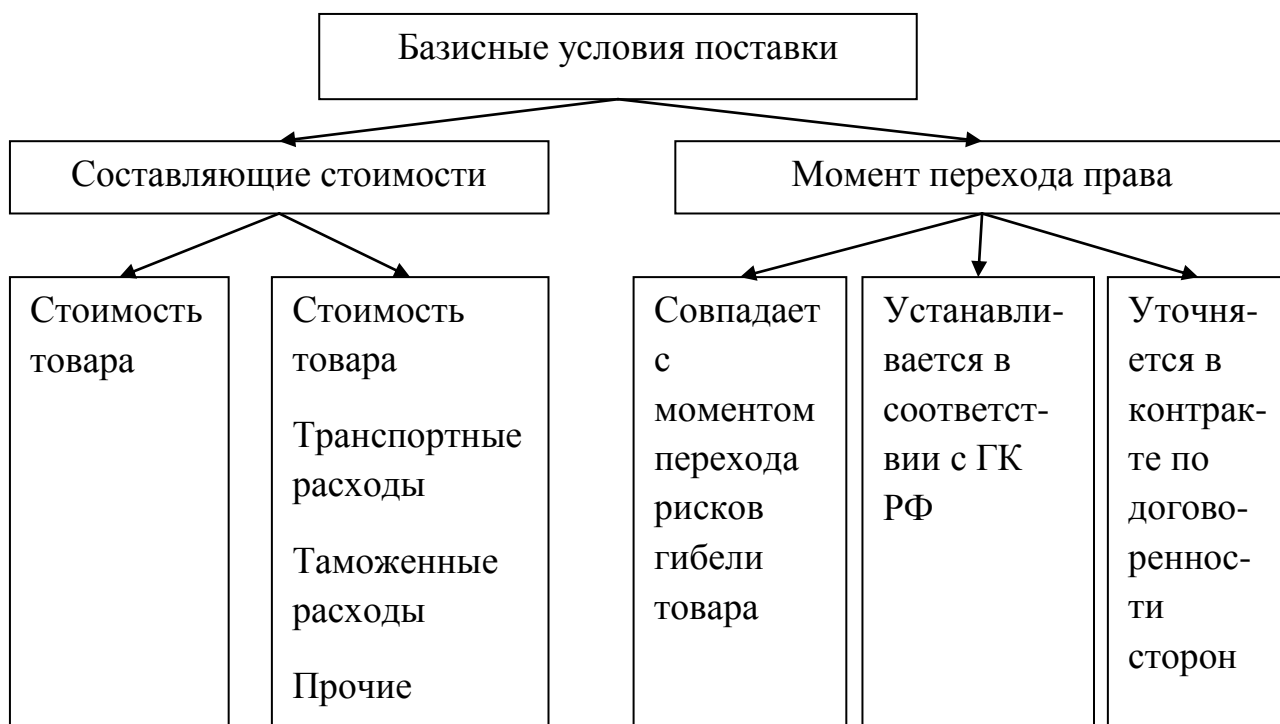 Базисные условия поставки
Составляющие стоимости
Момент перехода права
Стоимость
товара
Стоимость
товара
Транспортные
расходы
Таможенные
расходы
Прочие
Совпадает
с
моментом
перехода
рисков
гибели
товара
Устанавли-
вается в
соответст-
вии с ГК
РФ
Уточня-
ется в
контрак-
те по
догово-
реннос-
ти
сторон